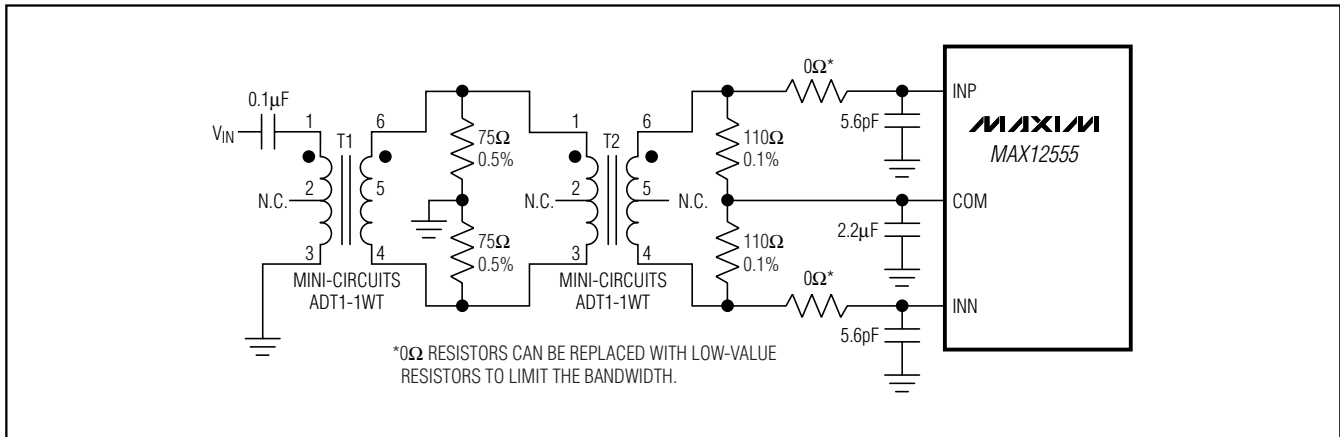 0.1μF
VIN
1
6
T1
N.C.
2
5
3
4
MINI-CIRCUITS
ADT1-1WT
75Ω
0.5%
75Ω
0.5%
1
6
T2
N.C.
2
5
N.C.
3
4
MINI-CIRCUITS
ADT1-1WT
110Ω
0.1%
110Ω
0.1%
0Ω*
5.6pF
2.2μF
0Ω*
5.6pF
INP
MAXIM
MAX12555
COM
INN
*0Ω RESISTORS CAN BE REPLACED WITH LOW-VALUE
RESISTORS TO LIMIT THE BANDWIDTH.